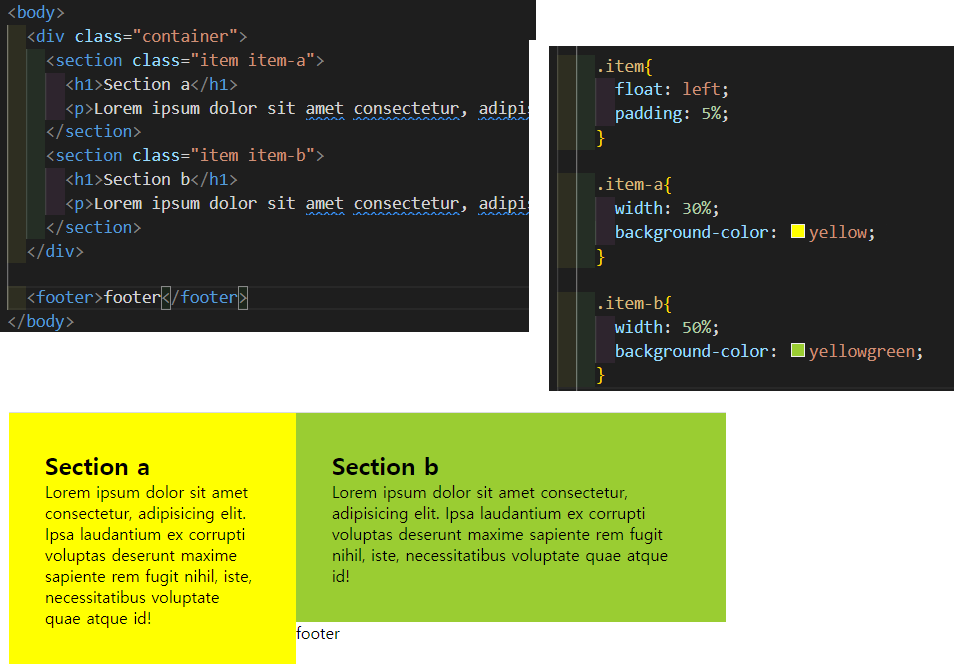 <body>
<div class="container">
<section class="item item-a">
<h1>Section a</h1>
<p>Lorem ipsum dolor sit amet consectetur, adipis
</section>
<section class="item item-b">
<h1>Section b</h1>
<p>Lorem ipsum dolor sit amet consectetur, adipis
</section>
</div>
<footer>footer</footer>
</body>
.item{
float: left;
padding: 5%;
}
.item-a{
width: 30%;
background-color: yellow;
}
.item-b{
width: 50%;
background-color: yellowgreen;
}
Section a
Lorem ipsum dolor sit amet
consectetur, adipisicing elit.
Ipsa laudantium ex corrupti
voluptas deserunt maxime
sapiente rem fugit nihil, iste,
necessitatibus voluptate
quae atque id!
Section b
Lorem ipsum dolor sit amet consectetur,
adipisicing elit. Ipsa laudantium ex corrupti
voluptas deserunt maxime sapiente rem fugit
nihil, iste, necessitatibus voluptate quae atque
id!
footer